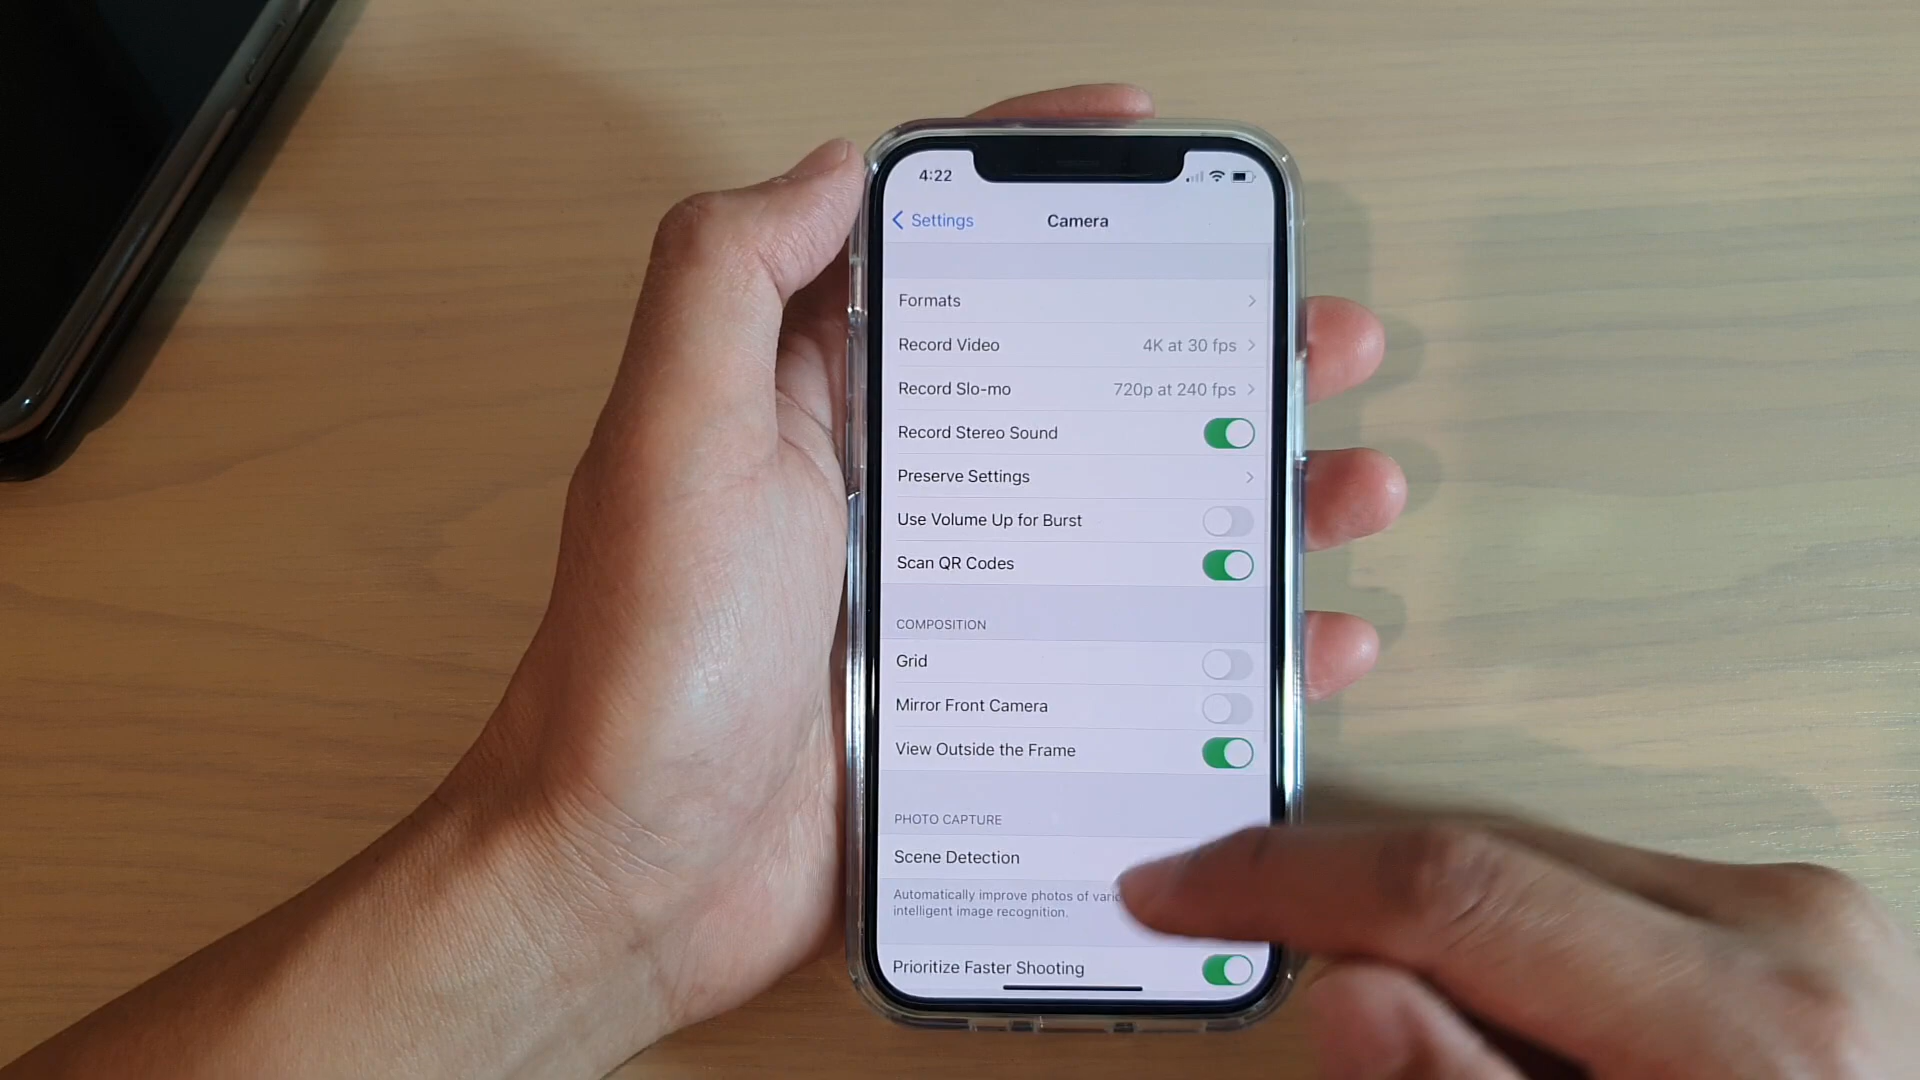 4:22
Settings
Camera
Formats
Record Video 4K at 30 fps
Record Slo-mo 720p at 240 fps
Record Stereo Sound
Preserve Settings
Use Volume Up for Burst
Scan QR Codes
COMPOSITION
Grid
Mirror Front Camera
View Outside the Frame
PHOTO CAPTURE
Scene Detection
Automatically improve photos of
intelligent image recognition.
Prioritize Faster Shooting